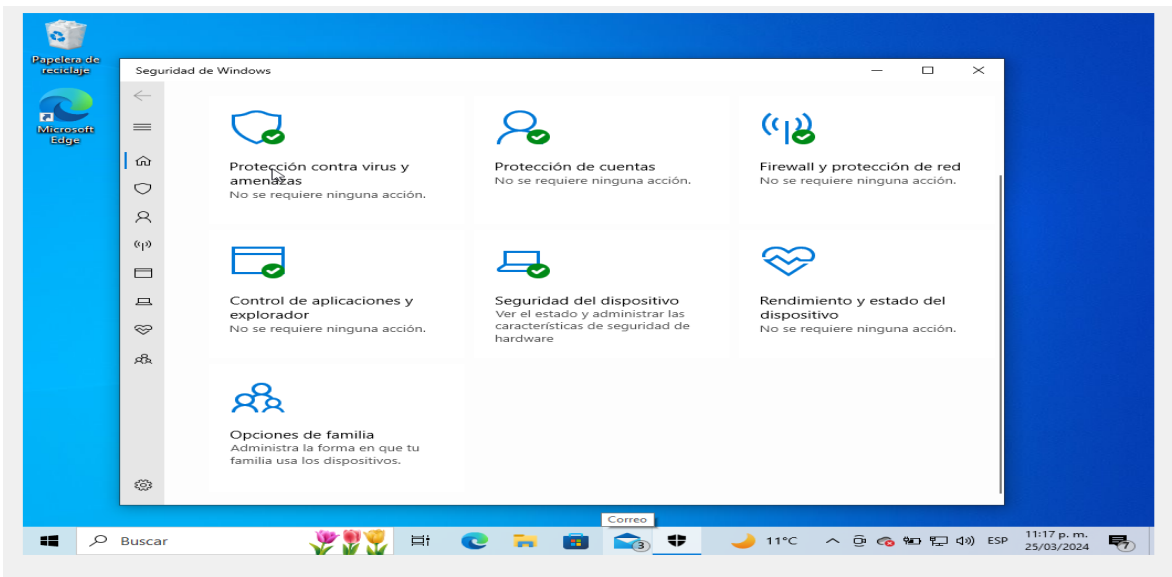 Papelera de
reciclaje
Microsoft
Edge
Seguridad de Windows
Protección contra virus y
amenazas
No se requiere ninguna acción.
Protección de cuentas
No se requiere ninguna acción.
Firewall y protección de red
No se requiere ninguna acción.
Control de aplicaciones y
explorador
No se requiere ninguna acción.
Seguridad del dispositivo
Ver el estado y administrar las
características de seguridad de
hardware
Rendimiento y estado del
dispositivo
No se requiere ninguna acción.
Opciones de familia
Administra la forma en que tu
familia usa los dispositivos.
Correo
Buscar
3
11°C
ESP
11:17 p. m.
25/03/2024
7